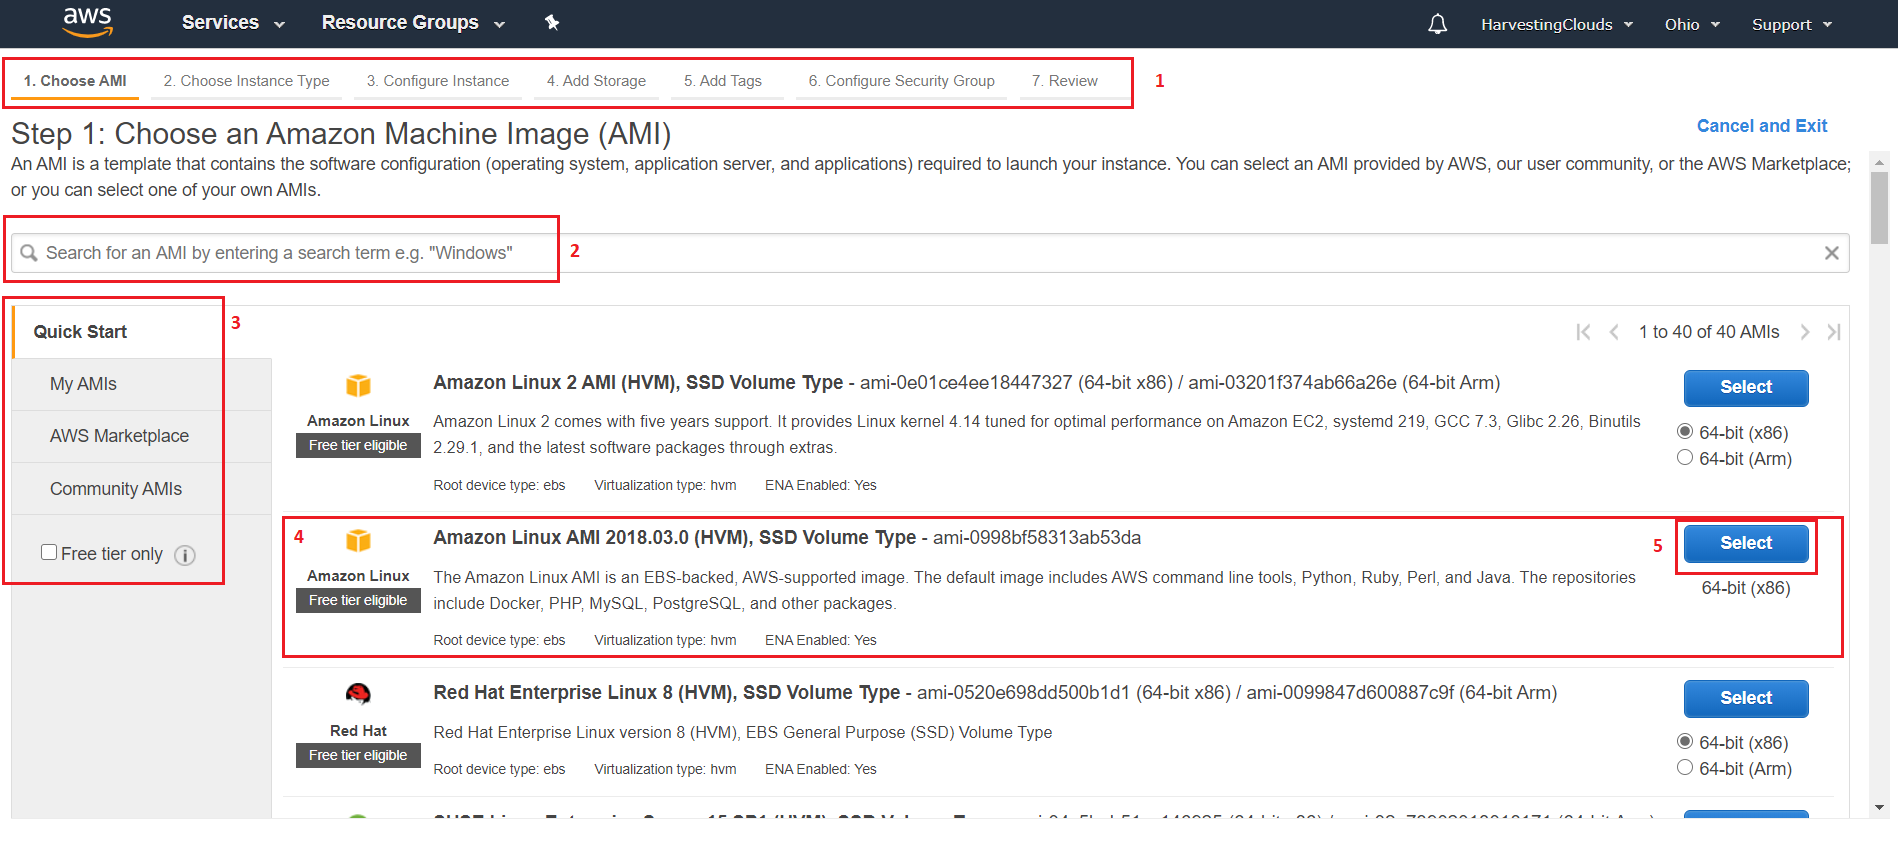 aws Services Resource Groups HarvestingClouds Ohio Support
1. Choose AMI 2. Choose Instance Type 3. Configure Instance 4. Add Storage 5. Add Tags 6. Configure Security Group 7. Review 1
Step 1: Choose an Amazon Machine Image (AMI) Cancel and Exit
An AMI is a template that contains the software configuration (operating system, application server, and applications) required to launch your instance. You can select an AMI provided by AWS, our user community, or the AWS Marketplace;
or you can select one of your own AMIs.
Search for an AMI by entering a search term e.g. "Windows" 2
Quick Start 3
My AMIs
AWS Marketplace
Community AMIs
Free tier only
1 to 40 of 40 AMIs
Amazon Linux 2 AMI (HVM), SSD Volume Type - ami-0e01ce4ee18447327 (64-bit x86) / ami-03201f374ab66a26e (64-bit Arm)
Select
Amazon Linux
Free tier eligible
Amazon Linux 2 comes with five years support. It provides Linux kernel 4.14 tuned for optimal performance on Amazon EC2, systemd 219, GCC 7.3, Glibc 2.26, Binutils
2.29.1, and the latest software packages through extras.
64-bit (x86)
64-bit (Arm)
Root device type: ebs Virtualization type: hvm ENA Enabled: Yes
4 Amazon Linux AMI 2018.03.0 (HVM), SSD Volume Type - ami-0998bf58313ab53da
5 Select
Amazon Linux
Free tier eligible
The Amazon Linux AMI is an EBS-backed, AWS-supported image. The default image includes AWS command line tools, Python, Ruby, Perl, and Java. The repositories
include Docker, PHP, MySQL, PostgreSQL, and other packages.
64-bit (x86)
Root device type: ebs Virtualization type: hvm ENA Enabled: Yes
Red Hat Enterprise Linux 8 (HVM), SSD Volume Type - ami-0520e698dd500b1d1 (64-bit x86) / ami-0099847d600887c9f (64-bit Arm)
Select
Red Hat
Free tier eligible
Red Hat Enterprise Linux version 8 (HVM), EBS General Purpose (SSD) Volume Type
64-bit (x86)
64-bit (Arm)
Root device type: ebs Virtualization type: hvm ENA Enabled: Yes